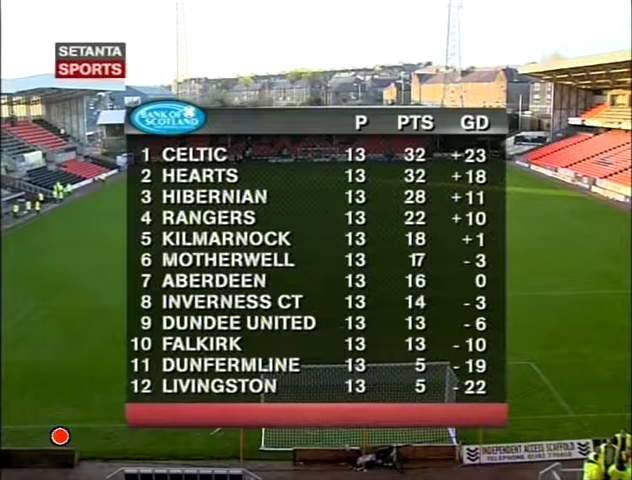 SETANTA
SPORTS
BANK OF
SCOTLAND
P PTS GD
1 CELTIC 13 32 +23
2 HEARTS 13 32 +18
3 HIBERNIAN 13 28 +11
4 RANGERS 13 22 +10
5 KILMARNOCK 13 18 +1
6 MOTHERWELL 13 17 -3
7 ABERDEEN 13 16 0
8 INVERNESS CT 13 14 -3
9 DUNDEE UNITED 13 13 -6
10 FALKIRK 13 13 -10
11 DUNFERMLINE 13 5 -19
12 LIVINGSTON 13 5 -22
INDEPENDENT ACCESS SCAFFOLD